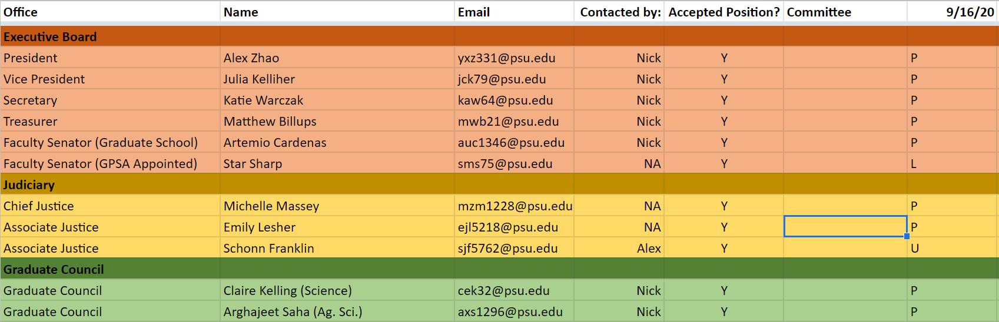 Office Name Email Contacted by: Accepted Position? Committee 9/16/20
Executive Board
President Alex Zhao yxz331@psu.edu Nick Y P
Vice President Julia Kelliher jck79@psu.edu Nick Y P
Secretary Katie Warczak kaw64@psu.edu Nick Y P
Treasurer Matthew Billups mwb21@psu.edu Nick Y P
Faculty Senator (Graduate School) Artemio Cardenas auc1346@psu.edu Nick Y P
Faculty Senator (GPSA Appointed) Star Sharp sms75@psu.edu NA Y L
Judiciary
Chief Justice Michelle Massey mzm1228@psu.edu NA Y P
Associate Justice Emily Lesher ejl5218@psu.edu NA Y P
Associate Justice Schonn Franklin sjf5762@psu.edu Alex Y U
Graduate Council
Graduate Council Claire Kelling (Science) cek32@psu.edu Nick Y P
Graduate Council Arghajeet Saha (Ag. Sci.) axs1296@psu.edu Nick Y P